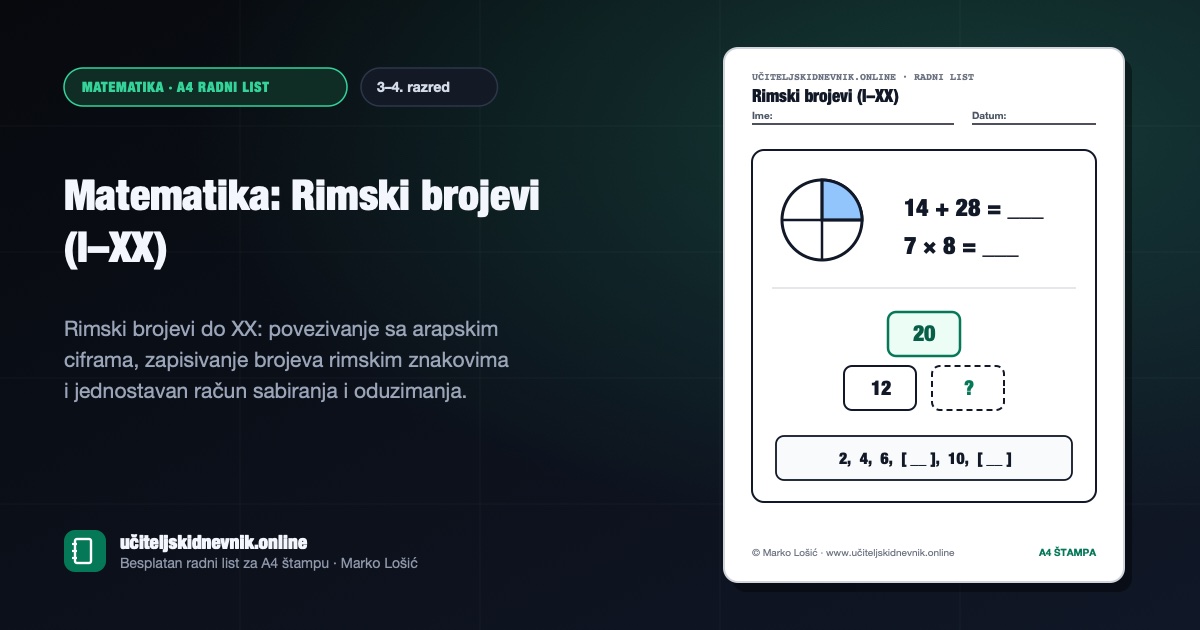 MATEMATIKA · A4 RADNI LIST
3–4. razred
Matematika: Rimski brojevi
(I–XX)
Rimski brojevi do XX: povezivanje sa arapskim
ciframa, zapisivanje brojeva rimskim znakovima
i jednostavan račun sabiranja i oduzimanja.
učiteljskidnevnik.online
Besplatan radni list za A4 štampu · Marko Lošić
UČITELJSKIDNEVNIK.ONLINE · RADNI LIST
Rimski brojevi (I–XX)
Ime:
Datum:
14 + 28 = ___
7 × 8 = ___
20
12
?
2, 4, 6, [ __ ], 10, [ __ ]
© Marko Lošić · www.učiteljskidnevnik.online
A4 ŠTAMPA